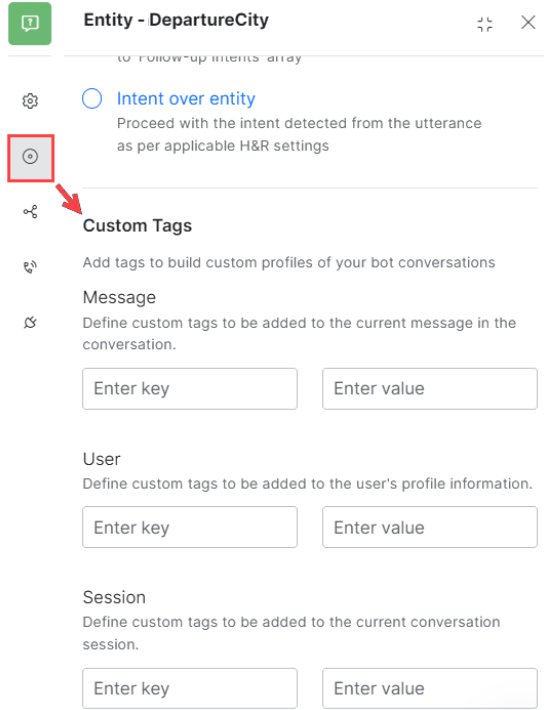 Entity - DepartureCity
to 'Follow-up Intents' array
Intent over entity
Proceed with the intent detected from the utterance
as per applicable H&R settings
Custom Tags
Add tags to build custom profiles of your bot conversations
Message
Define custom tags to be added to the current message in the
conversation.
Enter key Enter value
User
Define custom tags to be added to the user's profile information.
Enter key Enter value
Session
Define custom tags to be added to the current conversation
session.
Enter key Enter value